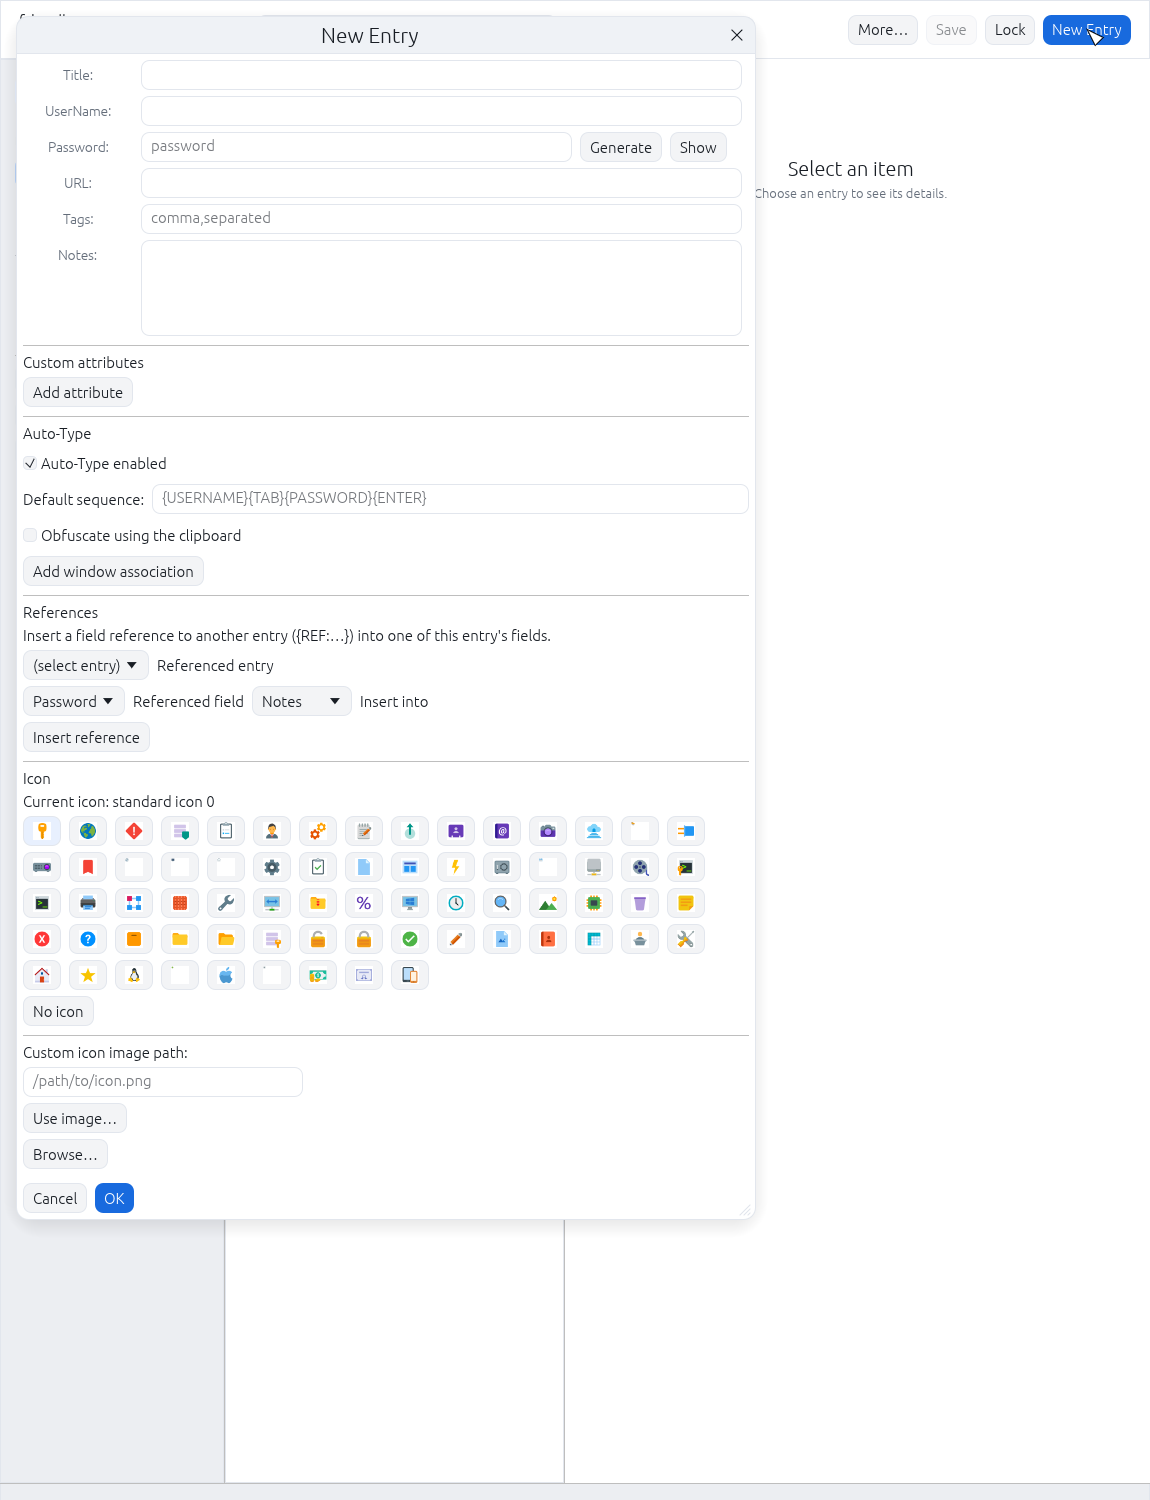 New Entry
More... Save Lock New Entry
Title:
UserName:
Password: password Generate Show
URL:
Tags: comma,separated
Notes:
Select an item
Choose an entry to see its details.
Custom attributes
Add attribute
Auto-Type
Auto-Type enabled
Default sequence: {USERNAME}{TAB}{PASSWORD}{ENTER}
Obfuscate using the clipboard
Add window association
References
Insert a field reference to another entry ({REF:...}) into one of this entry's fields.
(select entry) Referenced entry
Password Referenced field Notes Insert into
Insert reference
Icon
Current icon: standard icon 0
No icon
Custom icon image path:
/path/to/icon.png
Use image...
Browse...
Cancel OK